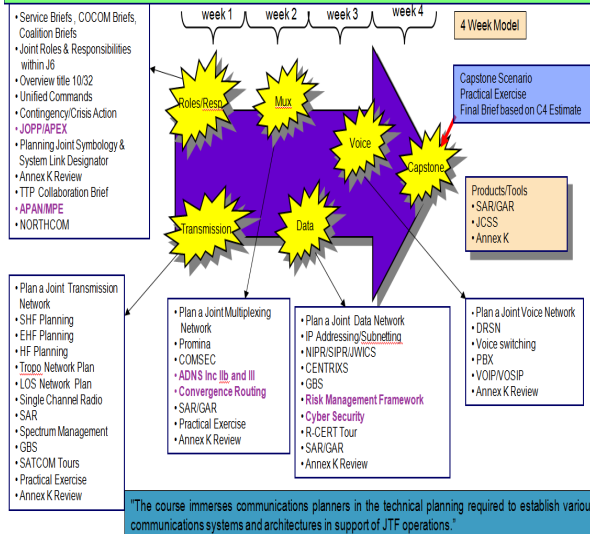 week 1
week 2
week 3
week 4
4 Week Model
• Service Briefs , COCOM Briefs,
Coalition Briefs
• Joint Roles & Responsibilities
within J6
• Overview title 10/32
• Unified Commands
• Contingency/Crisis Action
• JOPP/APEX
• Planning Joint Symbology &
System Link Designator
• Annex K Review
• TTP Collaboration Brief
• APAN/MPE
• NORTHCOM
Roles/Resp.
Mux
Voice
Capstone
Transmission
Data
Capstone Scenario
Practical Exercise
Final Brief based on C4 Estimate
Products/Tools
• SAR/GAR
• JCSS
• Annex K
• Plan a Joint Transmission
Network
• SHF Planning
• EHF Planning
• HF Planning
• Tropo Network Plan
• LOS Network Plan
• Single Channel Radio
• SAR
• Spectrum Management
• GBS
• SATCOM Tours
• Practical Exercise
• Annex K Review
• Plan a Joint Multiplexing
Network
• Promina
• COMSEC
• ADNS Inc IIb and III
• Convergence Routing
• SAR/GAR
• Practical Exercise
• Annex K Review
• Plan a Joint Data Network
• IP Addressing/Subnetting
• NIPR/SIPR/JWICS
• CENTRIXS
• GBS
• Risk Management Framework
• Cyber Security
• R-CERT Tour
• SAR/GAR
• Annex K Review
• Plan a Joint Voice Network
• DRSN
• Voice switching
• PBX
• VOIP/VOSIP
• Annex K Review
"The course immerses communications planners in the technical planning required to establish variou
communications systems and architectures in support of JTF operations."